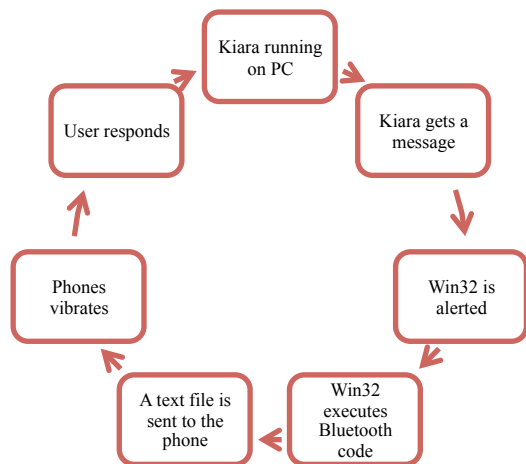 Kiara running
on PC
Kiara gets a
message
Win32 is
alerted
Win32
executes
Bluetooth
code
A text file is
sent to the
phone
Phones
vibrates
User responds